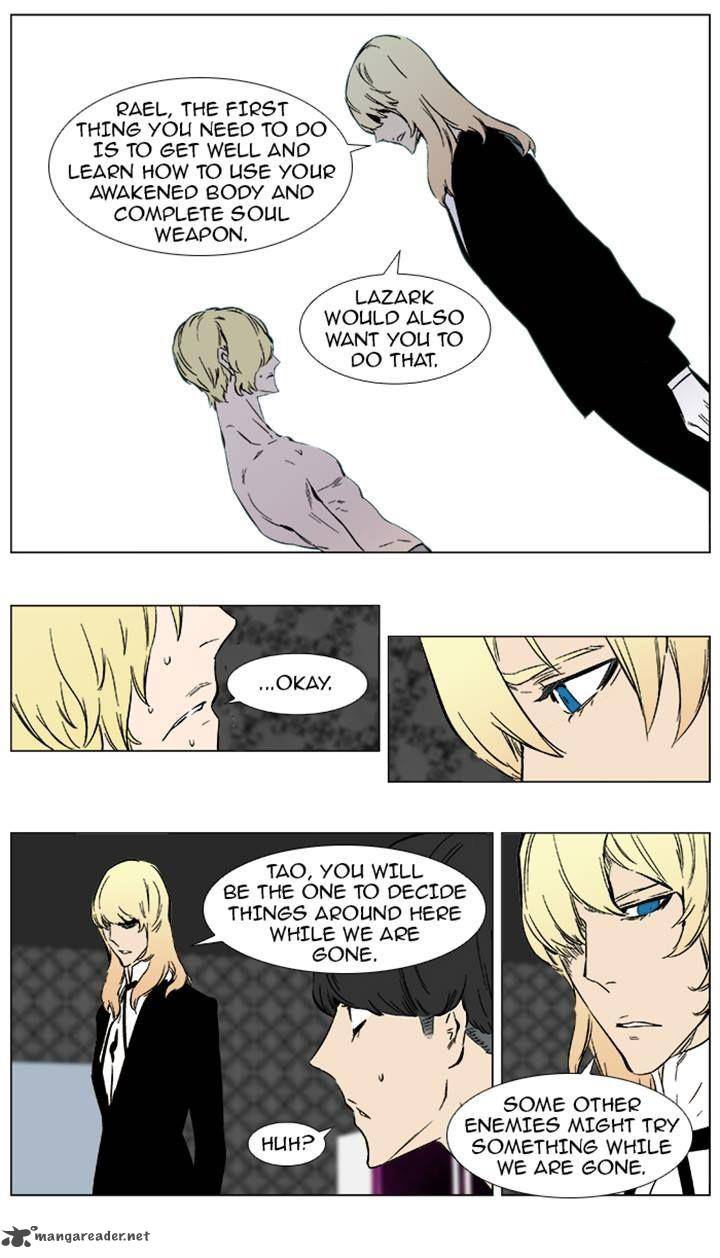 RAEL, THE FIRST
THING YOU NEED TO DO
IS TO GET WELL AND
LEARN HOW TO USE YOUR
AWAKENED BODY AND
COMPLETE SOUL
WEAPON.
LAZARK
WOULD ALSO
WANT YOU TO
DO THAT.
...OKAY.
TAO, YOU WILL
BE THE ONE TO DECIDE
THINGS AROUND HERE
WHILE WE ARE
GONE.
HUH?
SOME OTHER
ENEMIES MIGHT TRY
SOMETHING WHILE
WE ARE GONE.
mangareader.net